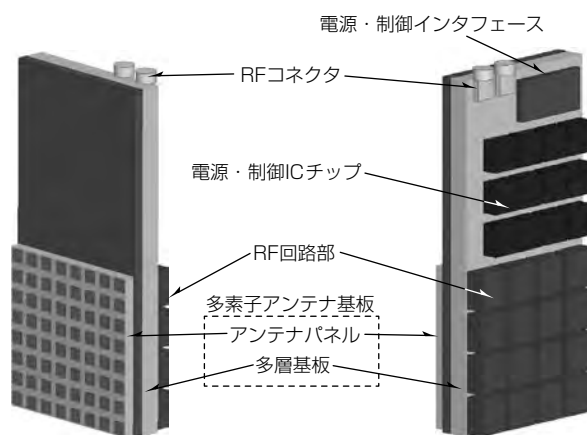 電源・制御インタフェース
RFコネクタ
電源・制御ICチップ
RF回路部
多素子アンテナ基板
アンテナパネル
多層基板